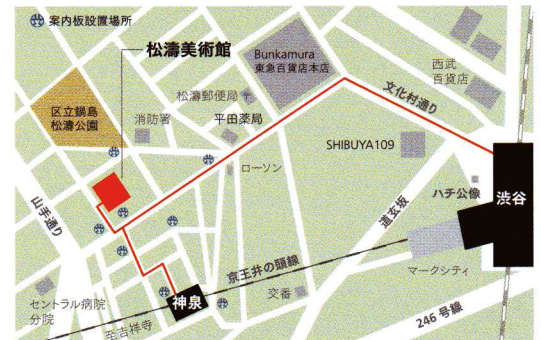 案内板設置場所
松濤美術館
Bunkamura
東急百貨店本店
西武
百貨店
区立鍋島
松濤公園
松濤郵便局
消防署
平田薬局
文化村通り
ローソン
SHIBUYA109
山手通り
道玄坂
ハチ公像
渋谷
京王井の頭線
マークシティ
セントラル病院
分院
神泉
交番
至吉祥寺
246号線